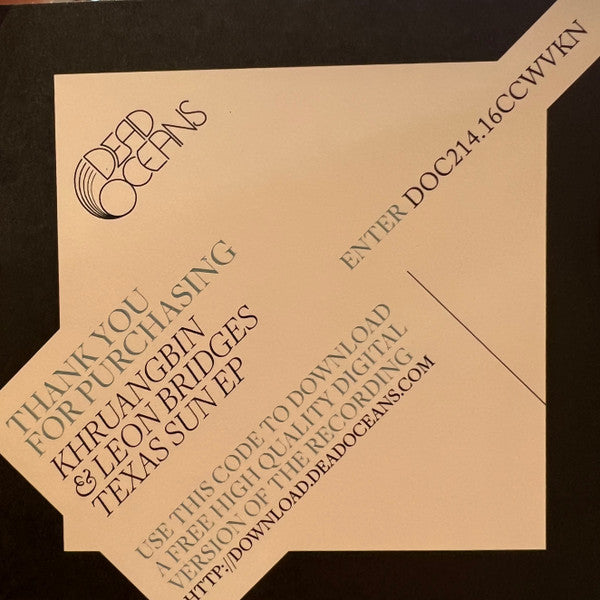 DEAD
OCEANS
THANK YOU
FOR PURCHASING
KHRUANGBIN
& LEON BRIDGES
TEXAS SUN EP
ENTER DOC214.16CCWVKN
USE THIS CODE TO DOWNLOAD
A FREE HIGH QUALITY DIGITAL
VERSION OF THE RECORDING
HTTP://DOWNLOAD.DEADOCEANS.COM